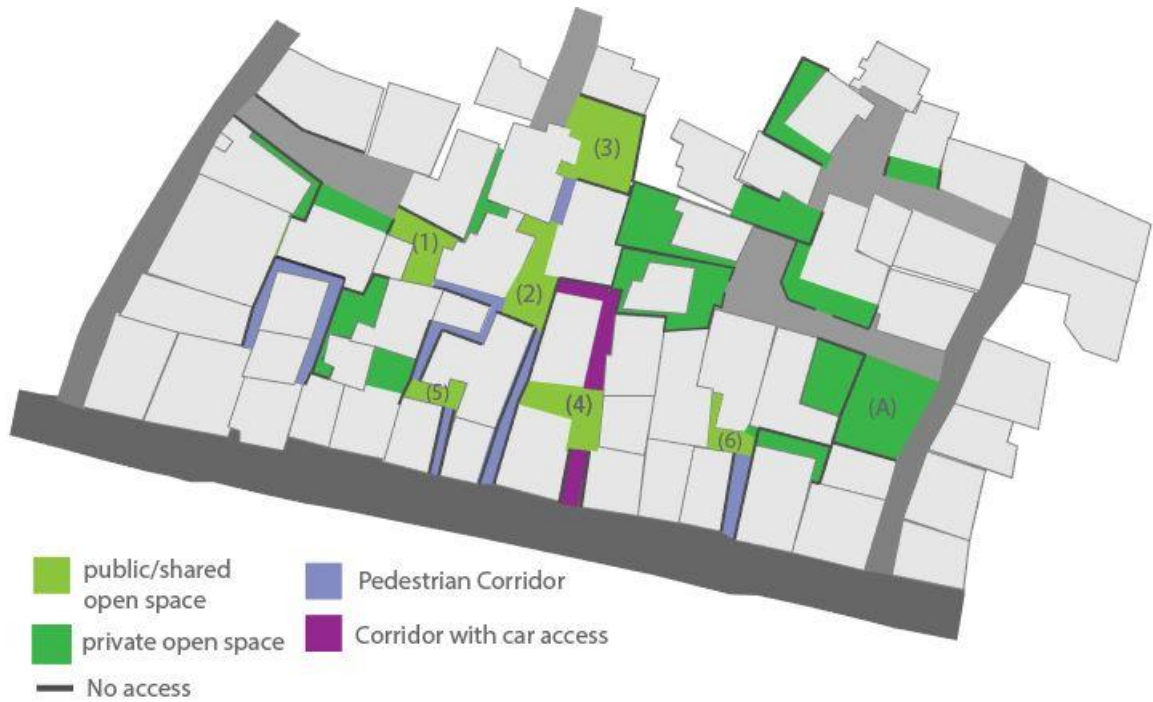 (3)
(1)
(2)
(5)
(4)
(A)
(6)
public/shared
open space
Pedestrian Corridor
private open space
Corridor with car access
No access